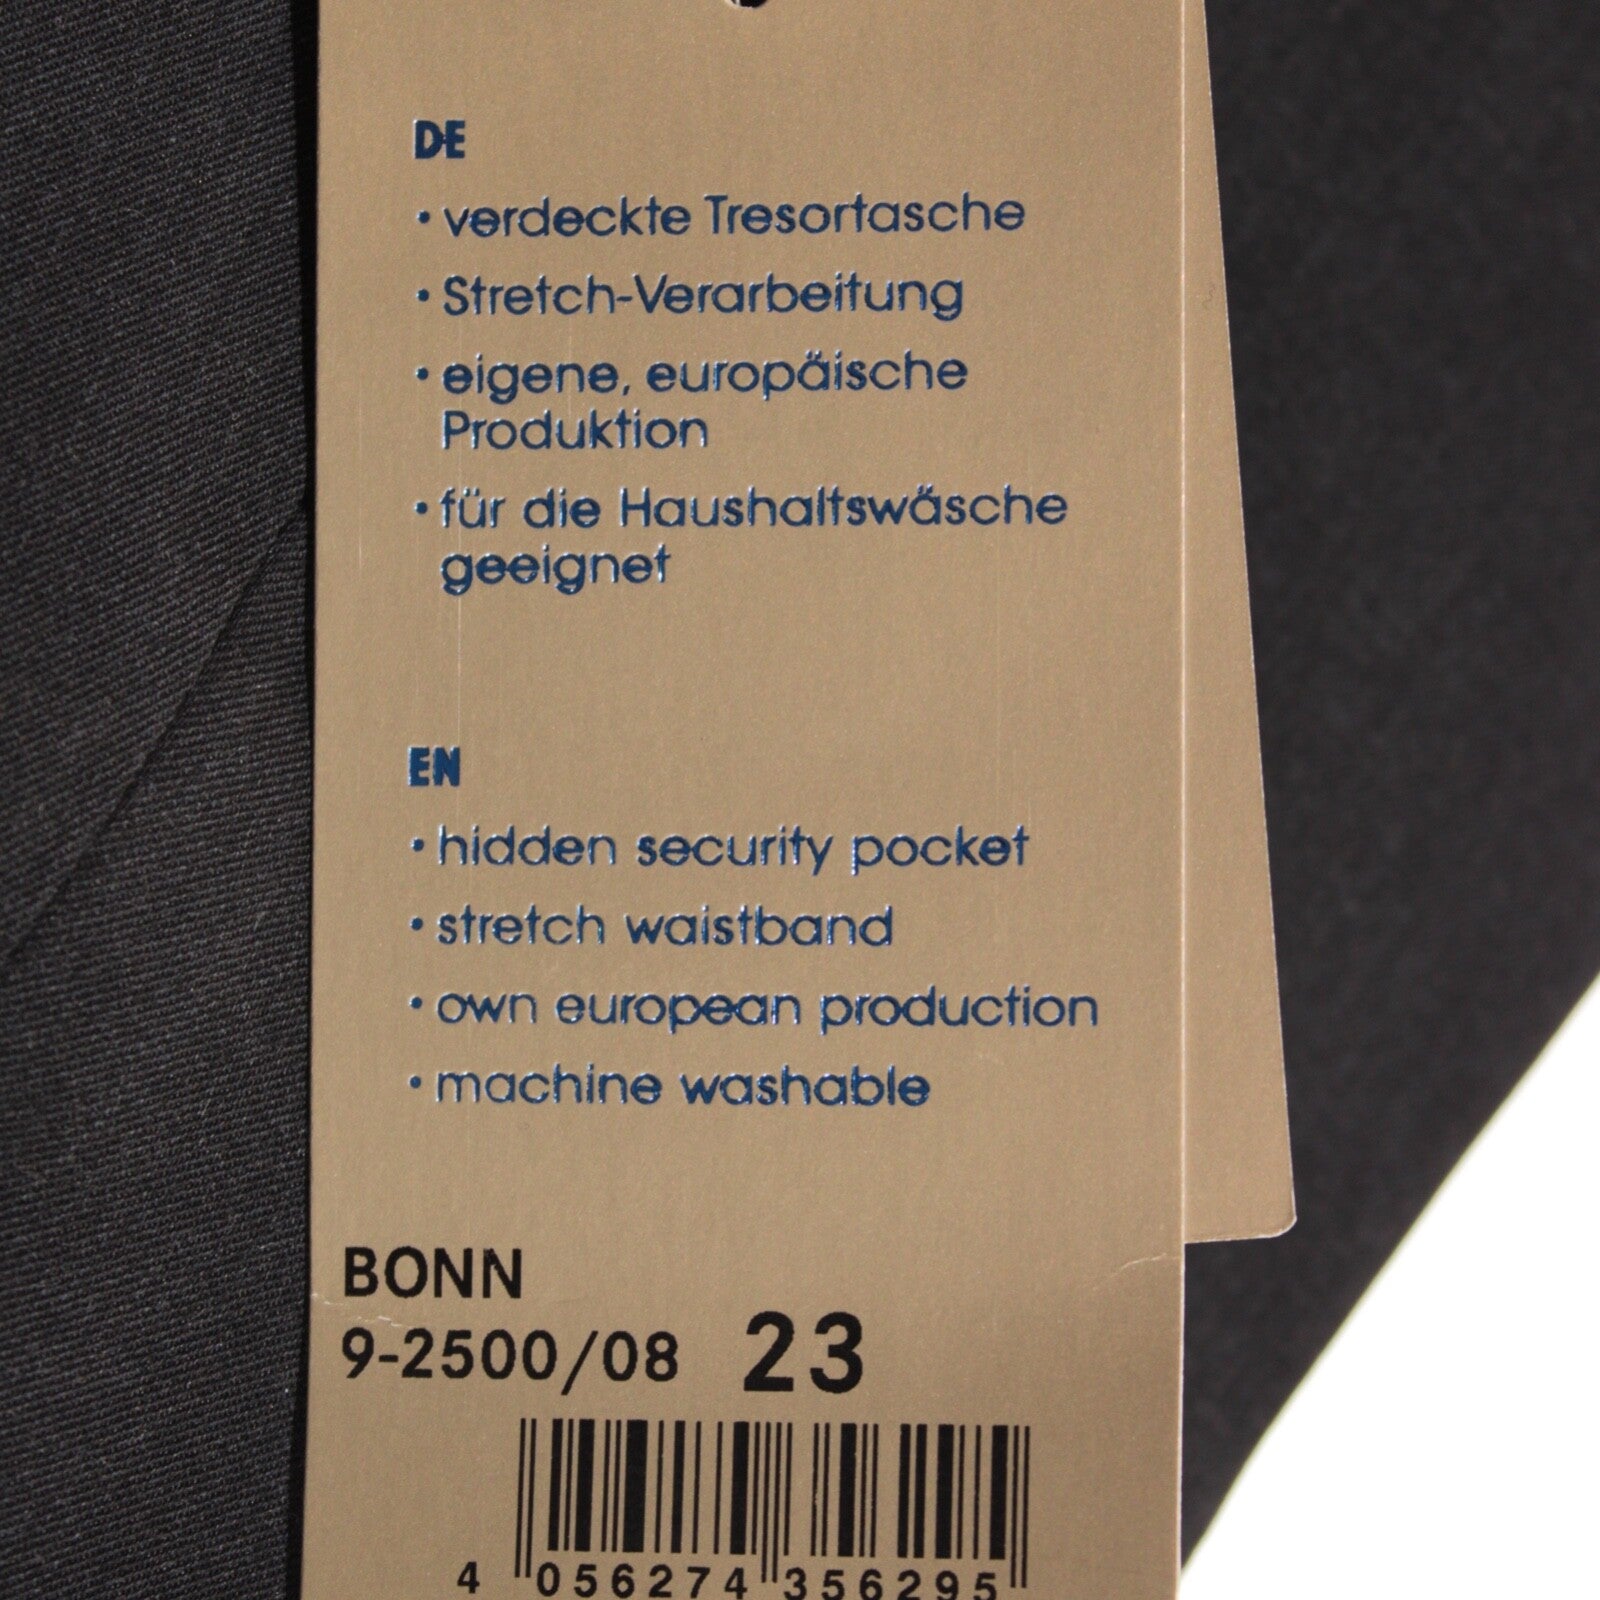 DE
• verdeckte Tresortasche
• Stretch-Verarbeitung
• eigene, europäische
Produktion
• für die Haushaltswäsche
geeignet
EN
• hidden security pocket
• stretch waistband
• own european production
• machine washable
BONN
9-2500/08 23
4 056274 356295